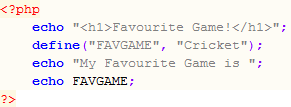 <?php
echo "<h1>Favourite Game!</h1>";
define("FAVGAME", "Cricket");
echo "My Favourite Game is ";
echo FAVGAME;
?>